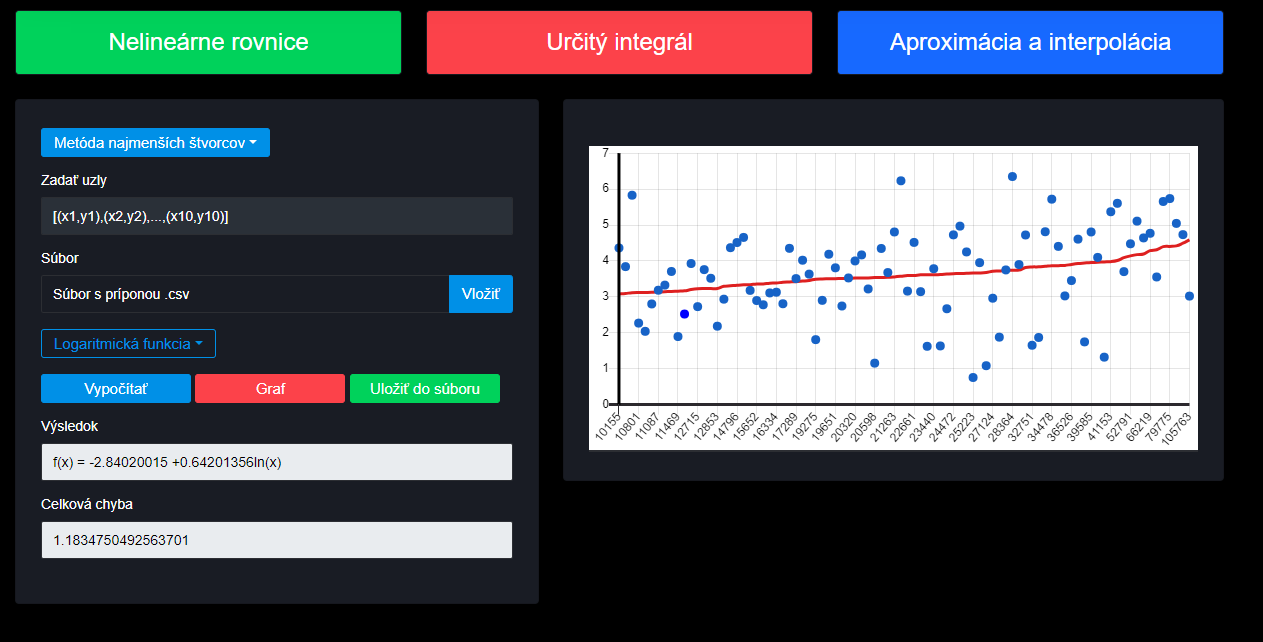 Nelineárne rovnice
Určitý integrál
Aproximácia a interpolácia
Metóda najmenších štvorcov
Zadať uzly
[(x1,y1),(x2,y2),...,(x10,y10)]
Súbor
Súbor s príponou .csv
Vložiť
Logaritmická funkcia
Vypočítať
Graf
Uložiť do súboru
Výsledok
f(x) = -2.84020015 +0.64201356ln(x)
Celková chyba
1.1834750492563701
7
6
5
4
3
2
1
0
10155
10801
11087
11469
12715
12853
14796
15652
16334
17289
19275
19651
20320
20598
21263
22661
23440
24472
25223
27124
28364
32751
34478
36526
39585
41153
52791
66219
79775
105763